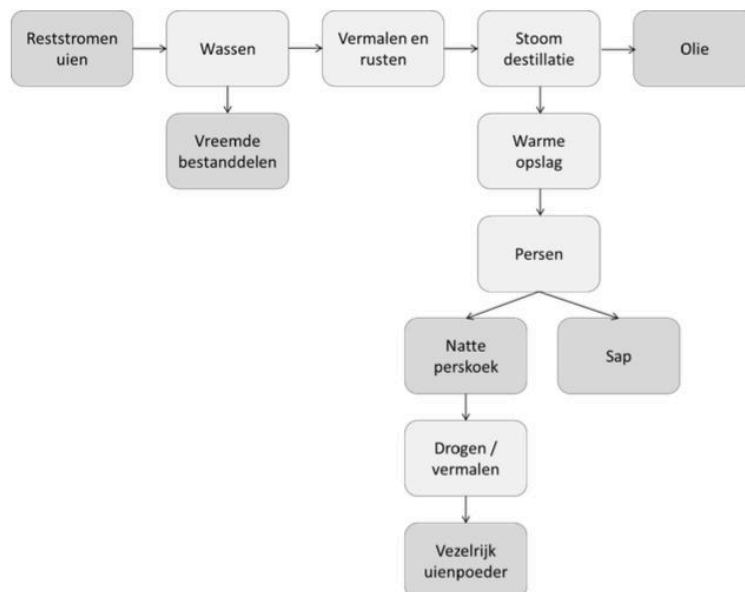 Reststromen
uien
Wassen
Vermalen en
rusten
Stoom
destillatie
Olie
Vreemde
bestanddelen
Warme
opslag
Persen
Natte
perskoek
Sap
Drogen /
vermalen
Vezelrijk
uienpoeder